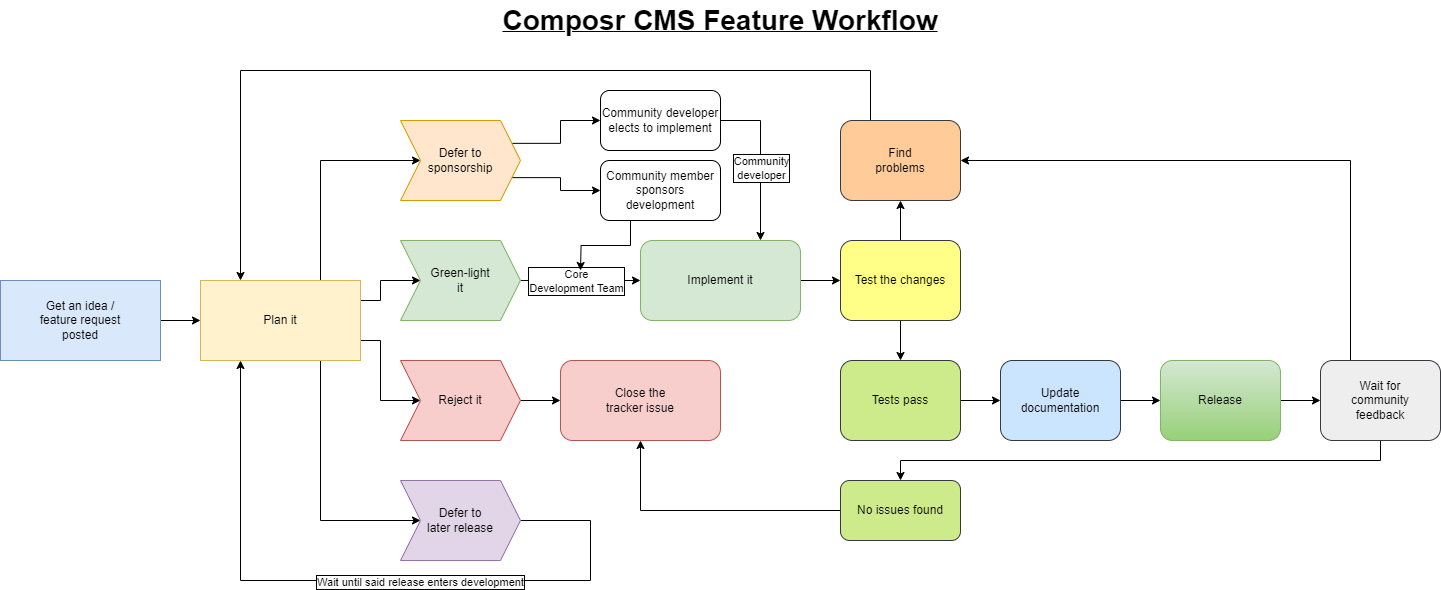 Composr CMS Feature Workflow
Community developer
elects to implement
Find
problems
Defer to
sponsorship
Community
developer
Community member
sponsors
development
Get an idea /
feature request
posted
Plan it
Green-light
it
Core
Development Team
Implement it
Test the changes
Reject it
Close the
tracker issue
Tests pass
Update
documentation
Release
Wait for
community
feedback
Defer to
later release
No issues found
Wait until said release enters development